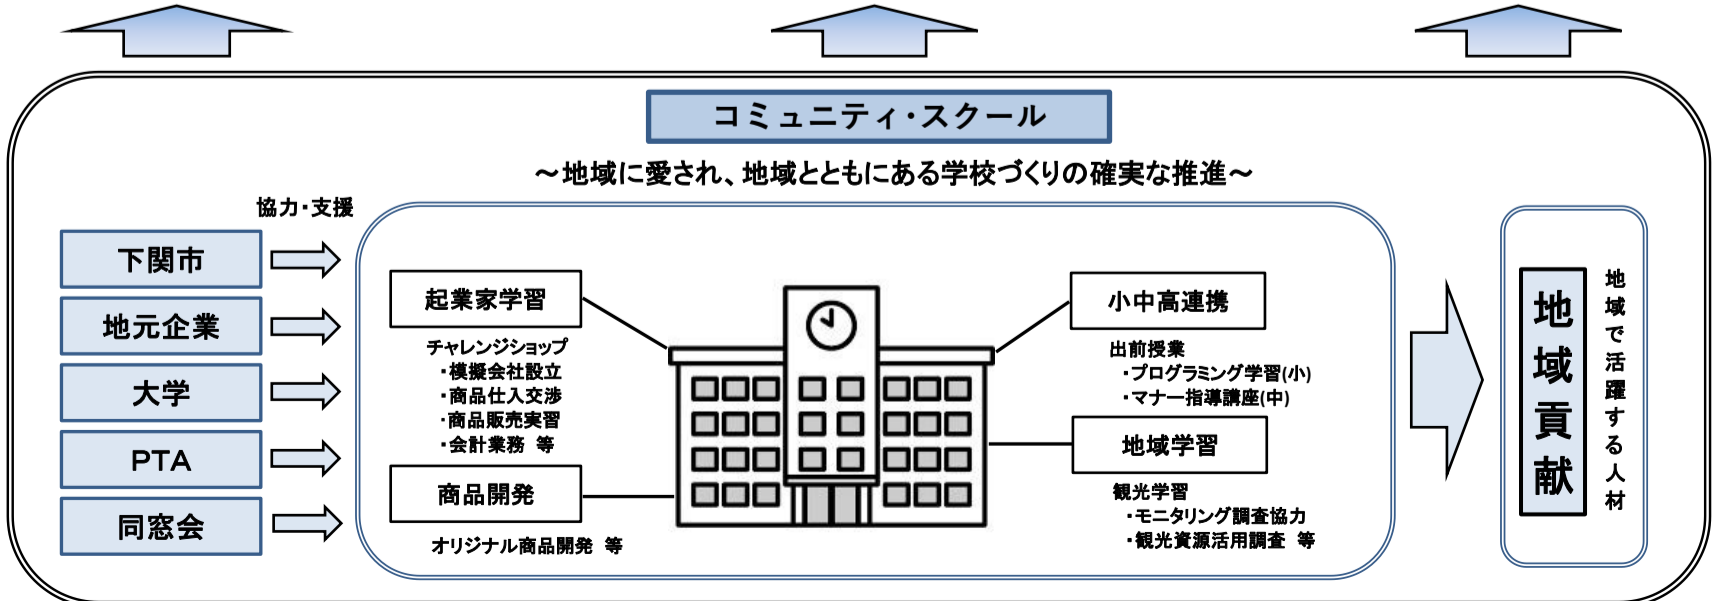 コミュニティ・スクール
～地域に愛され、地域とともにある学校づくりの確実な推進～
協力・支援
下関市
地元企業
大学
PTA
同窓会
起業家学習
チャレンジショップ
・模擬会社設立
・商品仕入交渉
・商品販売実習
・会計業務 等
商品開発
オリジナル商品開発 等
小中高連携
出前授業
・プログラミング学習(小)
・マナー指導講座(中)
地域学習
観光学習
・モニタリング調査協力
・観光資源活用調査 等
地域貢献
地域で活躍する人材